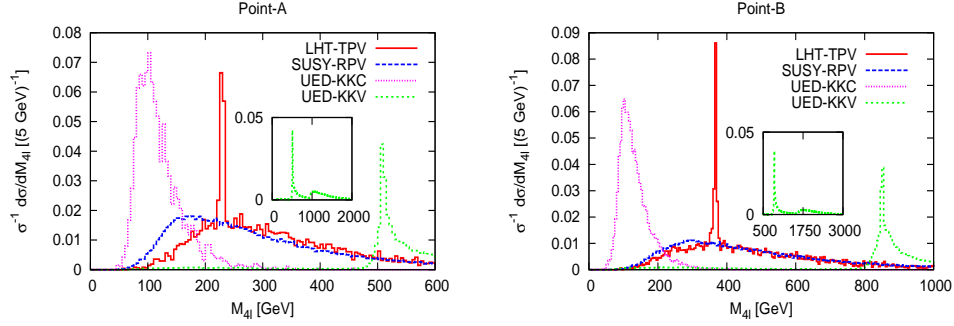 Point-A
σ⁻¹ dσ/dM4l [(5 GeV)⁻¹]
0.08
0.07
0.06
0.05
0.04
0.03
0.02
0.01
0
LHT-TPV
SUSY-RPV
UED-KKC
UED-KKV
0.05
0
0 1000 2000
0 100 200 300 400 500 600
M4l [GeV]
Point-B
σ⁻¹ dσ/dM4l [(5 GeV)⁻¹]
0.09
0.08
0.07
0.06
0.05
0.04
0.03
0.02
0.01
0
LHT-TPV
SUSY-RPV
UED-KKC
UED-KKV
0.05
0
500 1750 3000
0 200 400 600 800 1000
M4l [GeV]